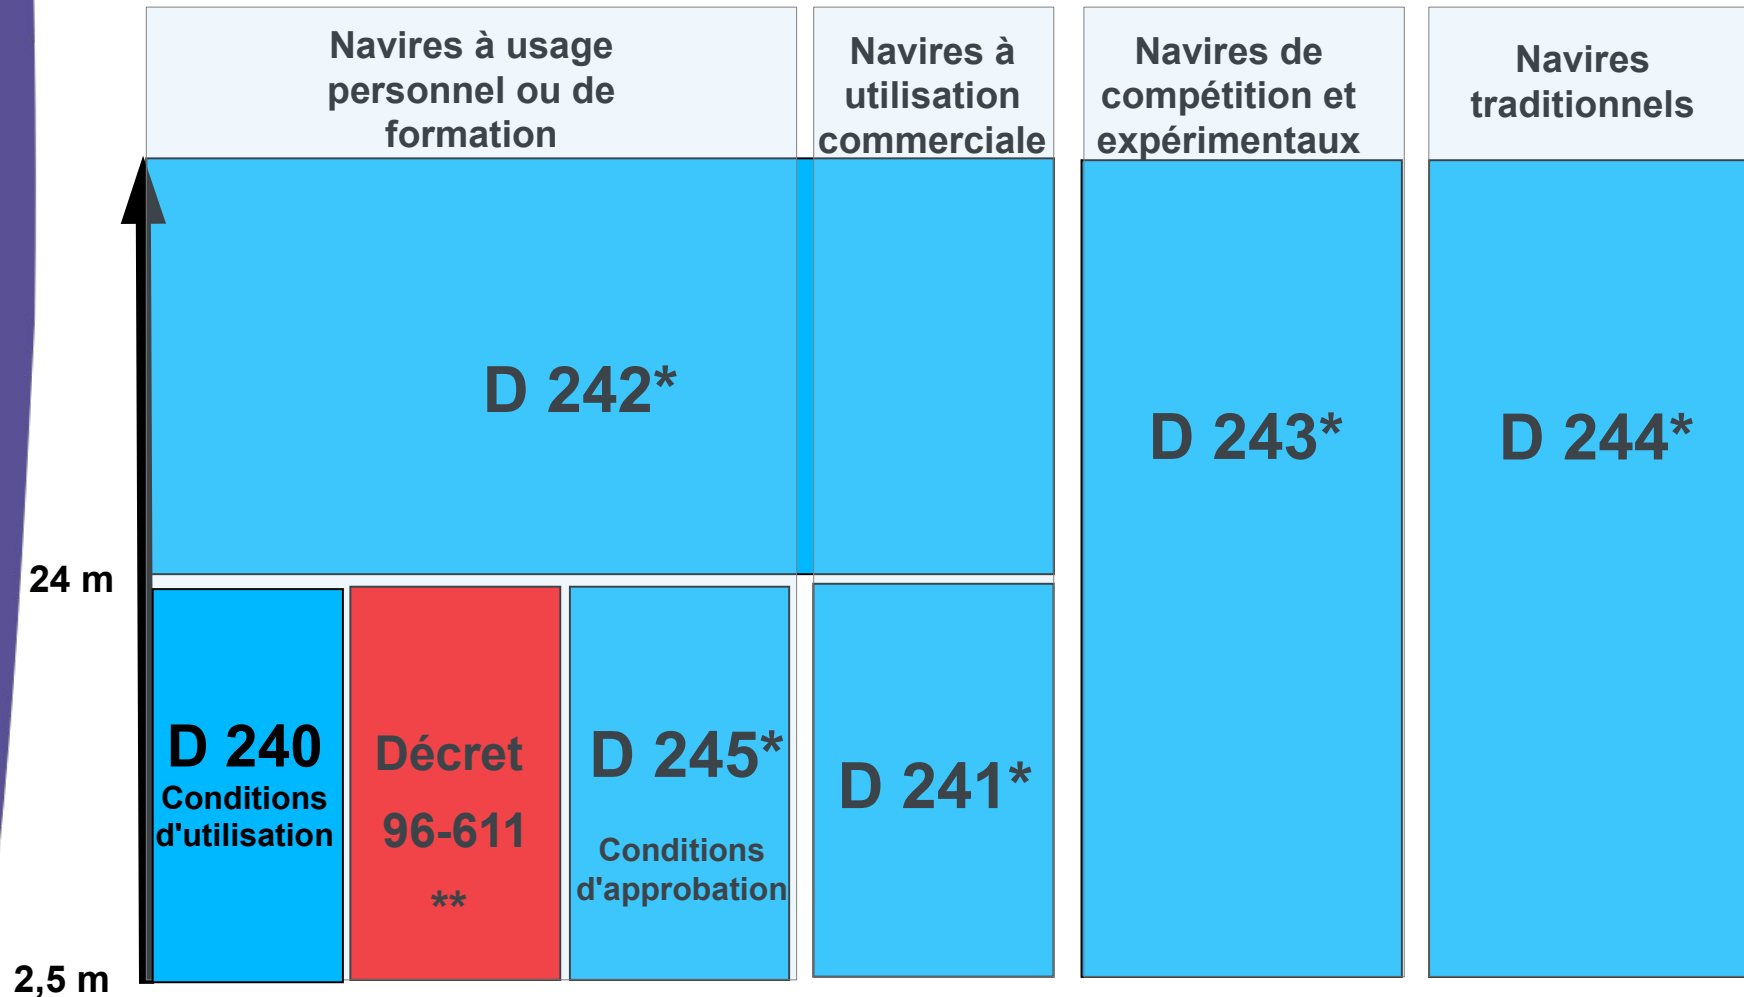 Navires à usage
personnel ou de
formation
Navires à
utilisation
commerciale
Navires de
compétition et
expérimentaux
Navires
traditionnels
D 242*
D 243*
D 244*
24 m
D 240
Conditions
d'utilisation
Décret
96-611
**
D 245*
Conditions
d'approbation
D 241*
2,5 m